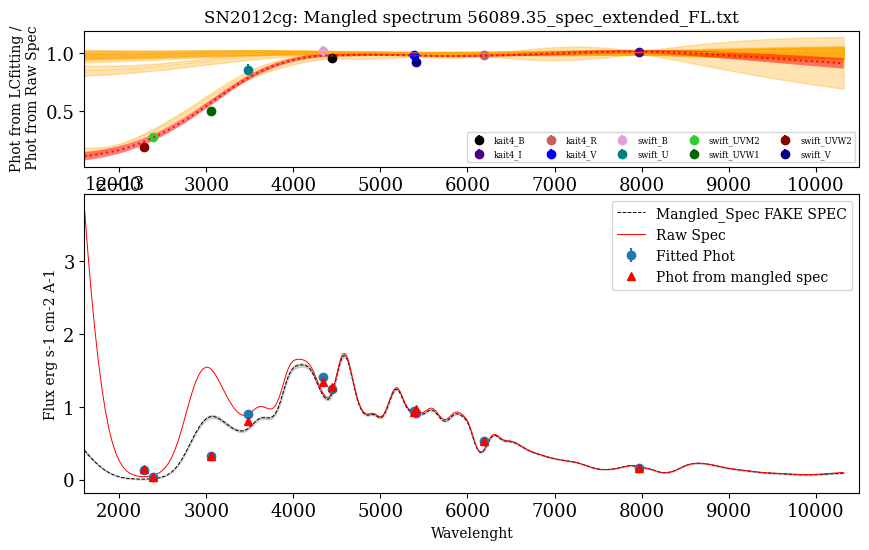 SN2012cg: Mangled spectrum 56089.35_spec_extended_FL.txt
Phot from LCfitting /
Phot from Raw Spec
1.0
0.5
kait4_B kait4_R swift_B swift_UVM2 swift_UVW2
kait4_I kait4_V swift_U swift_UVW1 swift_V
2000 3000 4000 5000 6000 7000 8000 9000 10000
1e−13
Mangled_Spec FAKE SPEC
Raw Spec
Fitted Phot
Phot from mangled spec
Flux erg s-1 cm-2 A-1
3
2
1
0
2000 3000 4000 5000 6000 7000 8000 9000 10000
Wavelenght